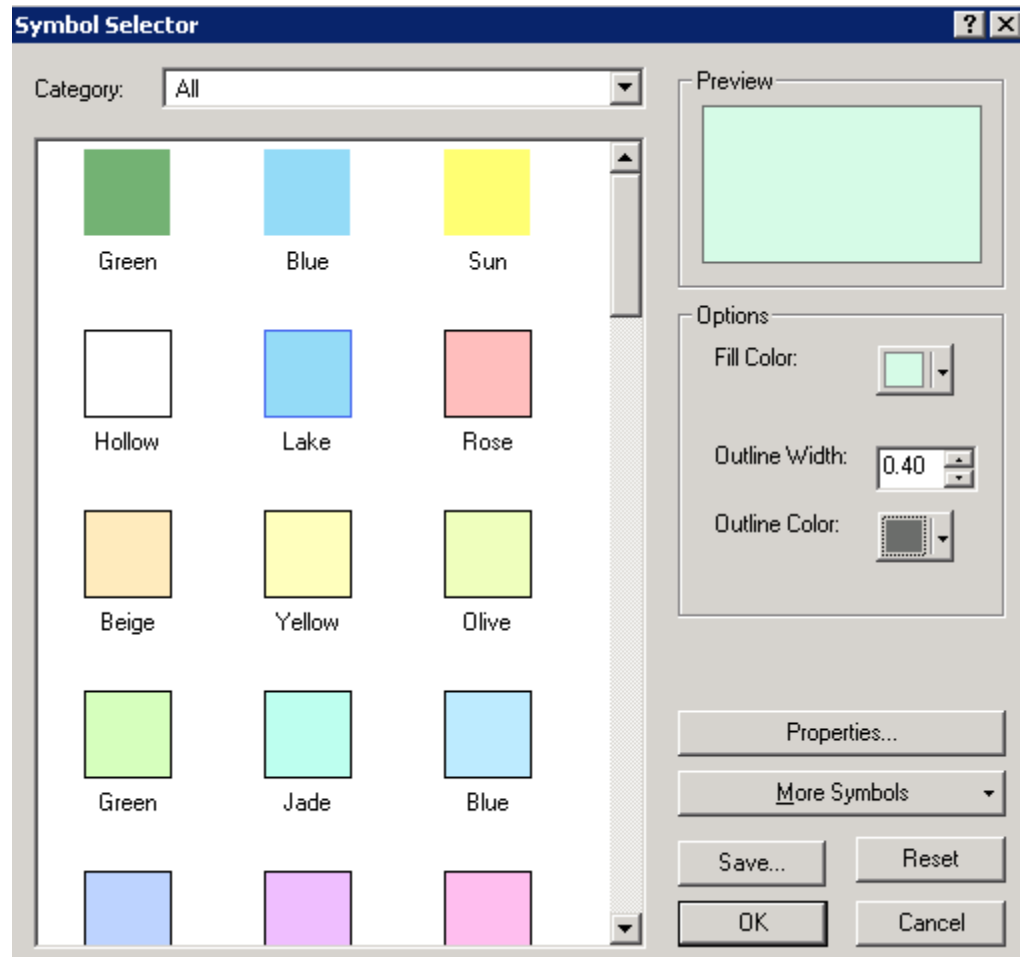 Symbol Selector
Category: All
Green Blue Sun
Hollow Lake Rose
Beige Yellow Olive
Green Jade Blue
Preview
Options
Fill Color:
Outline Width: 0.40
Outline Color:
Properties...
More Symbols
Save... Reset
OK Cancel